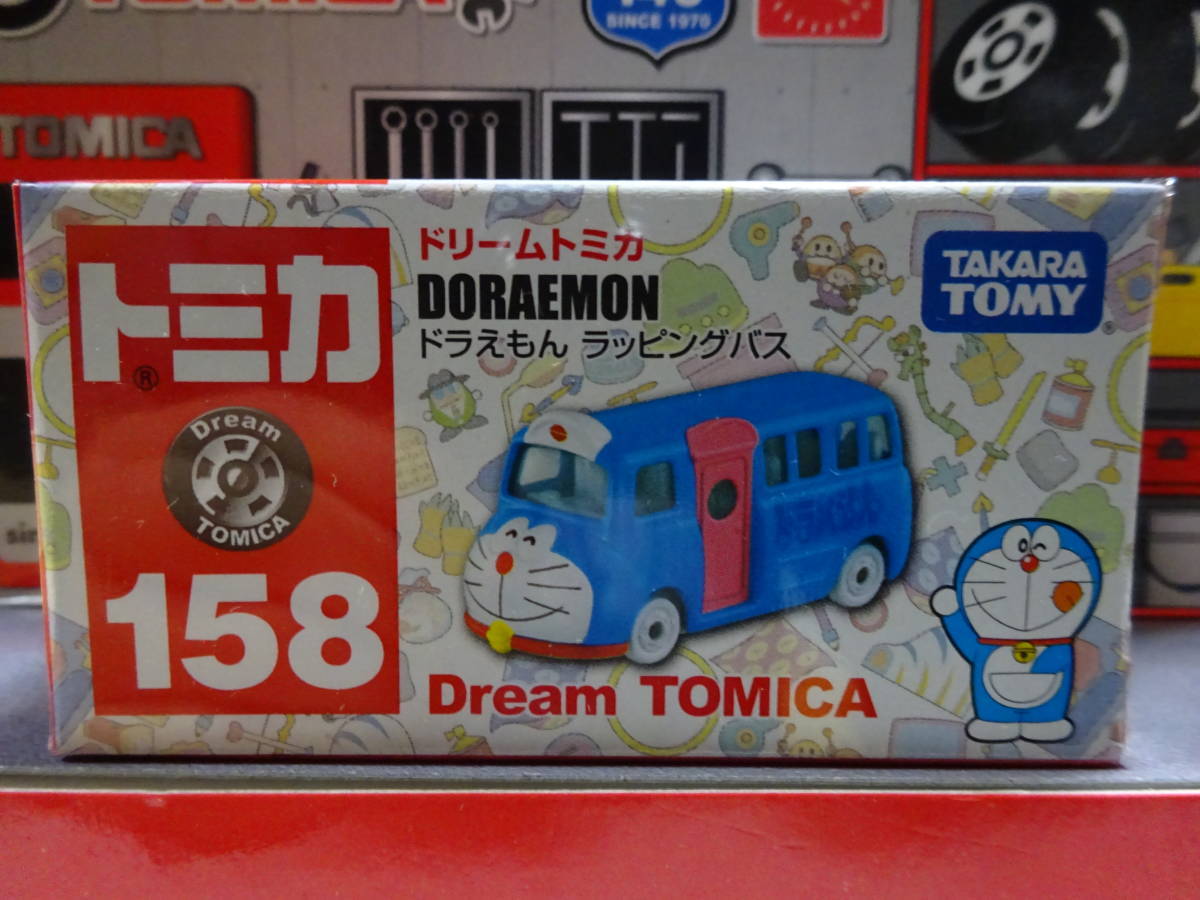 TOMICA
SINCE 1970
TOMICA
トミカ
®
Dream
TOMICA
158
ドリームトミカ
DORAEMON
ドラえもん ラッピングバス
TAKARA
TOMY
®
Dream TOMICA